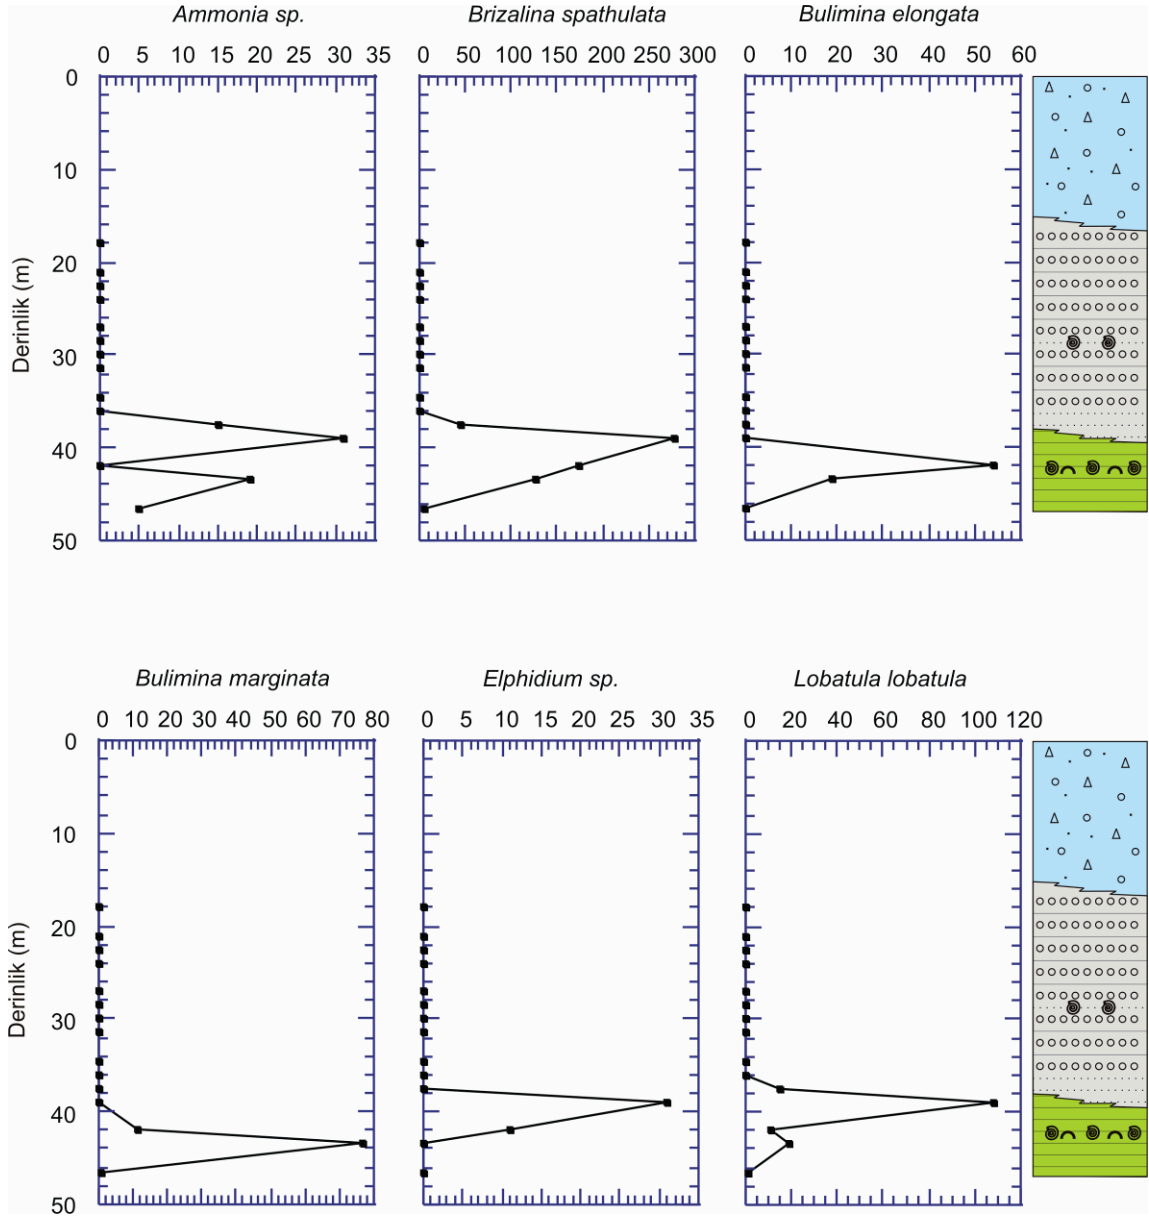 Ammonia sp. Brizalina spathulata Bulimina elongata
0 5 10 15 20 25 30 35 0 50 100 150 200 250 300 0 10 20 30 40 50 60
0
10
20
30
40
50
Derinlik (m)
Bulimina marginata Elphidium sp. Lobatula lobatula
0 10 20 30 40 50 60 70 80 0 5 10 15 20 25 30 35 0 20 40 60 80 100 120
0
10
20
30
40
50
Derinlik (m)